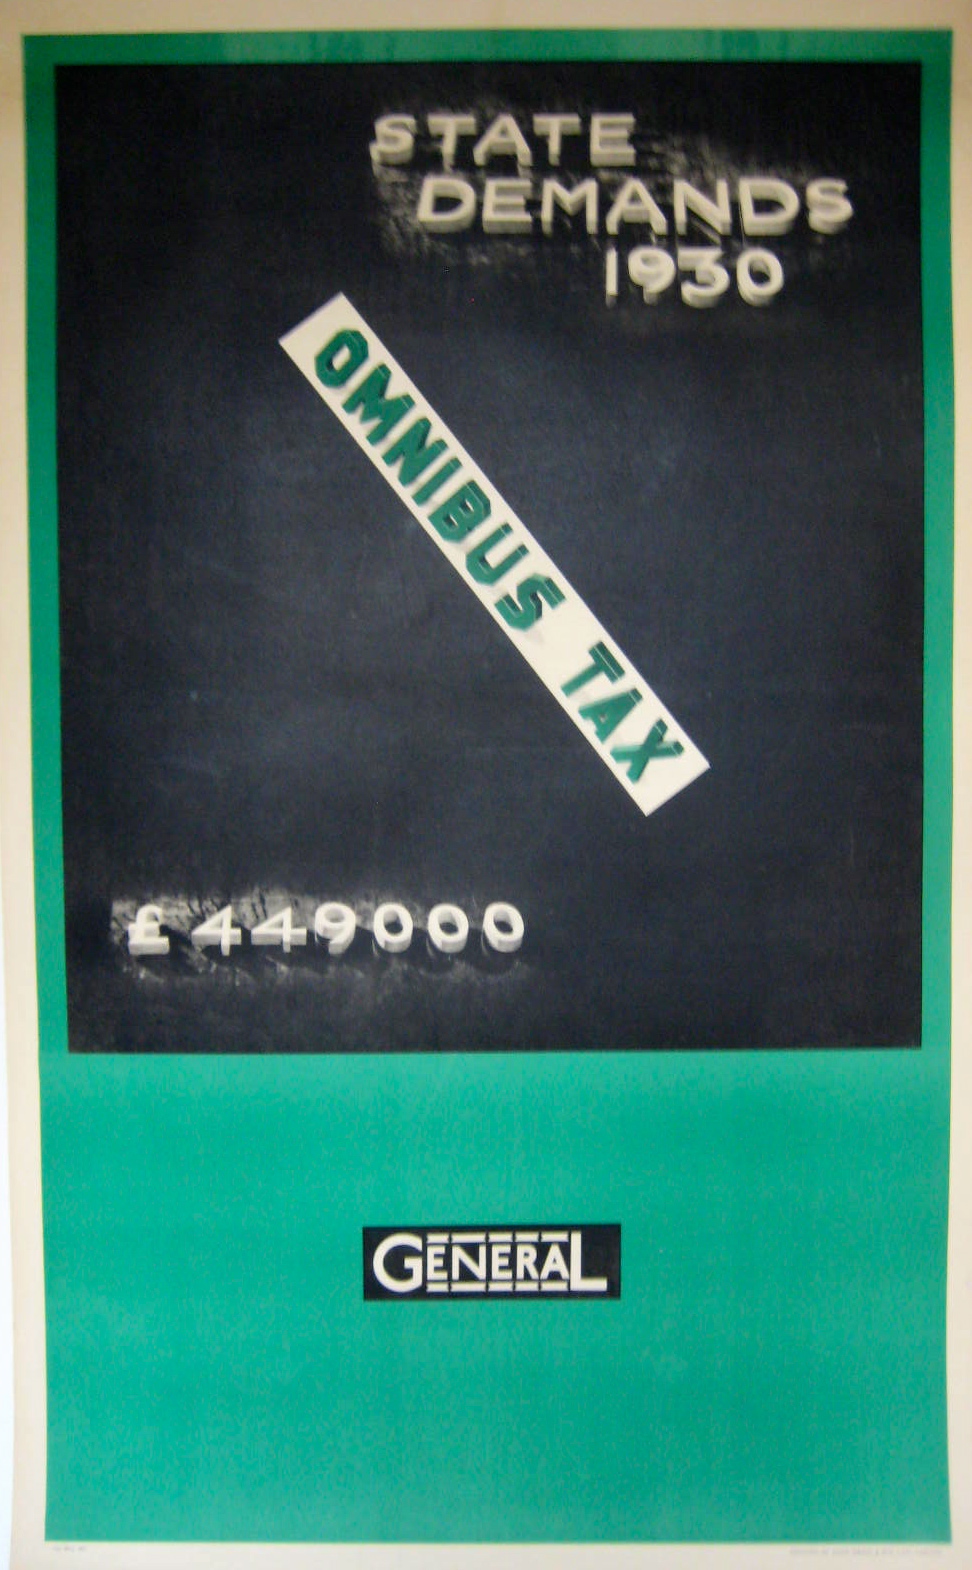 STATE
DEMANDS
1930
OMNIBUS TAX
£449000
GENERAL